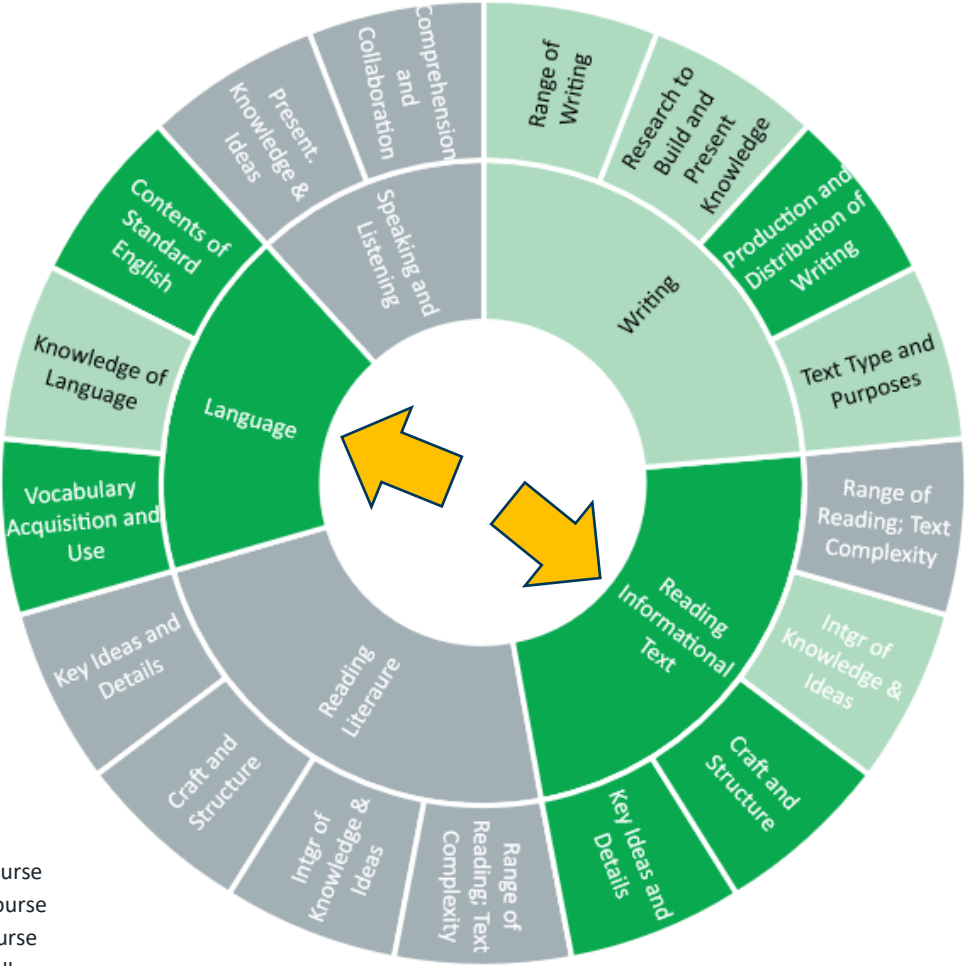 Comprehension
and
Collaboration
Present.
Knowledge &
Ideas
Range of
Writing
Research to
Build and
Present
Knowledge
Production and
Distribution of
Writing
Text Type and
Purposes
Range of
Reading; Text
Complexity
Intgr of
Knowledge &
Ideas
Craft and
Structure
Key Ideas and
Details
Range of
Reading; Text
Complexity
Intgr of
Knowledge &
Ideas
Craft and
Structure
Key Ideas and
Details
Vocabulary
Acquisition and
Use
Knowledge of
Language
Contents of
Standard
English
Speaking and
Listening
Writing
Reading
Informational
Text
Reading
Literaure
Language
urse
ourse
urse